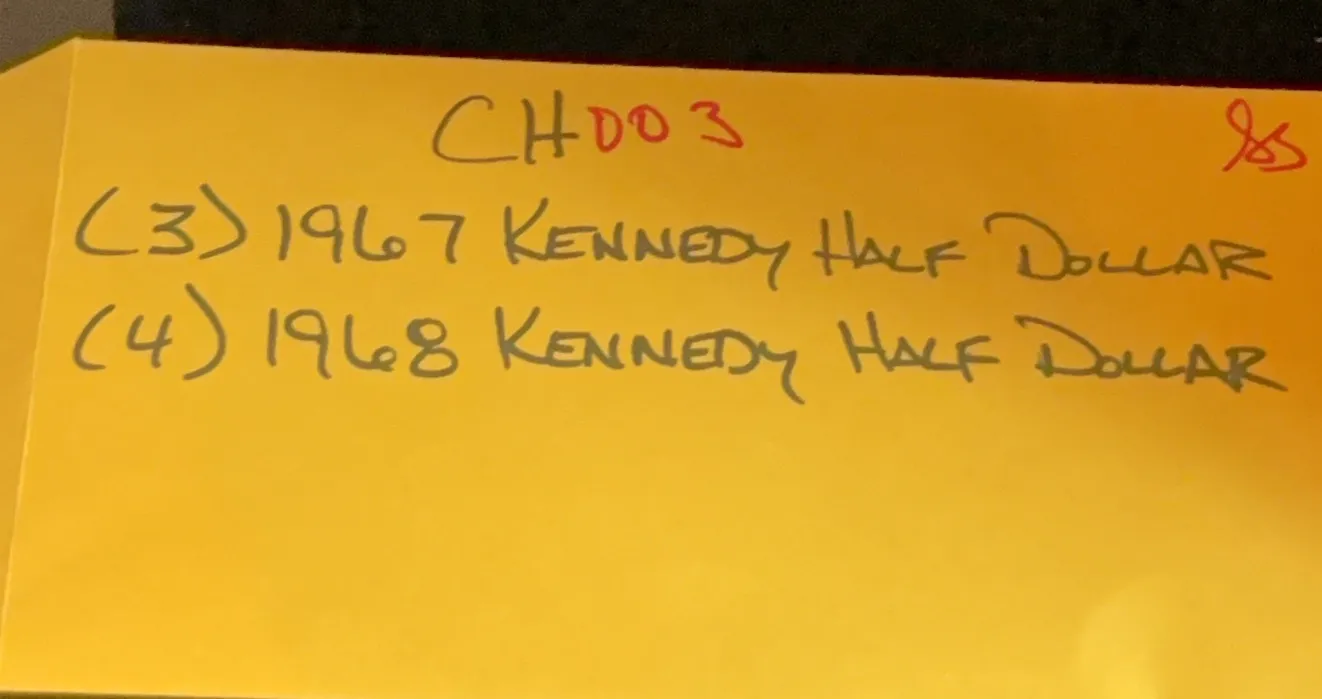 CH003
(3) 1967 KENNEDY HALF DOLLAR
(4) 1968 KENNEDY HALF DOLLAR